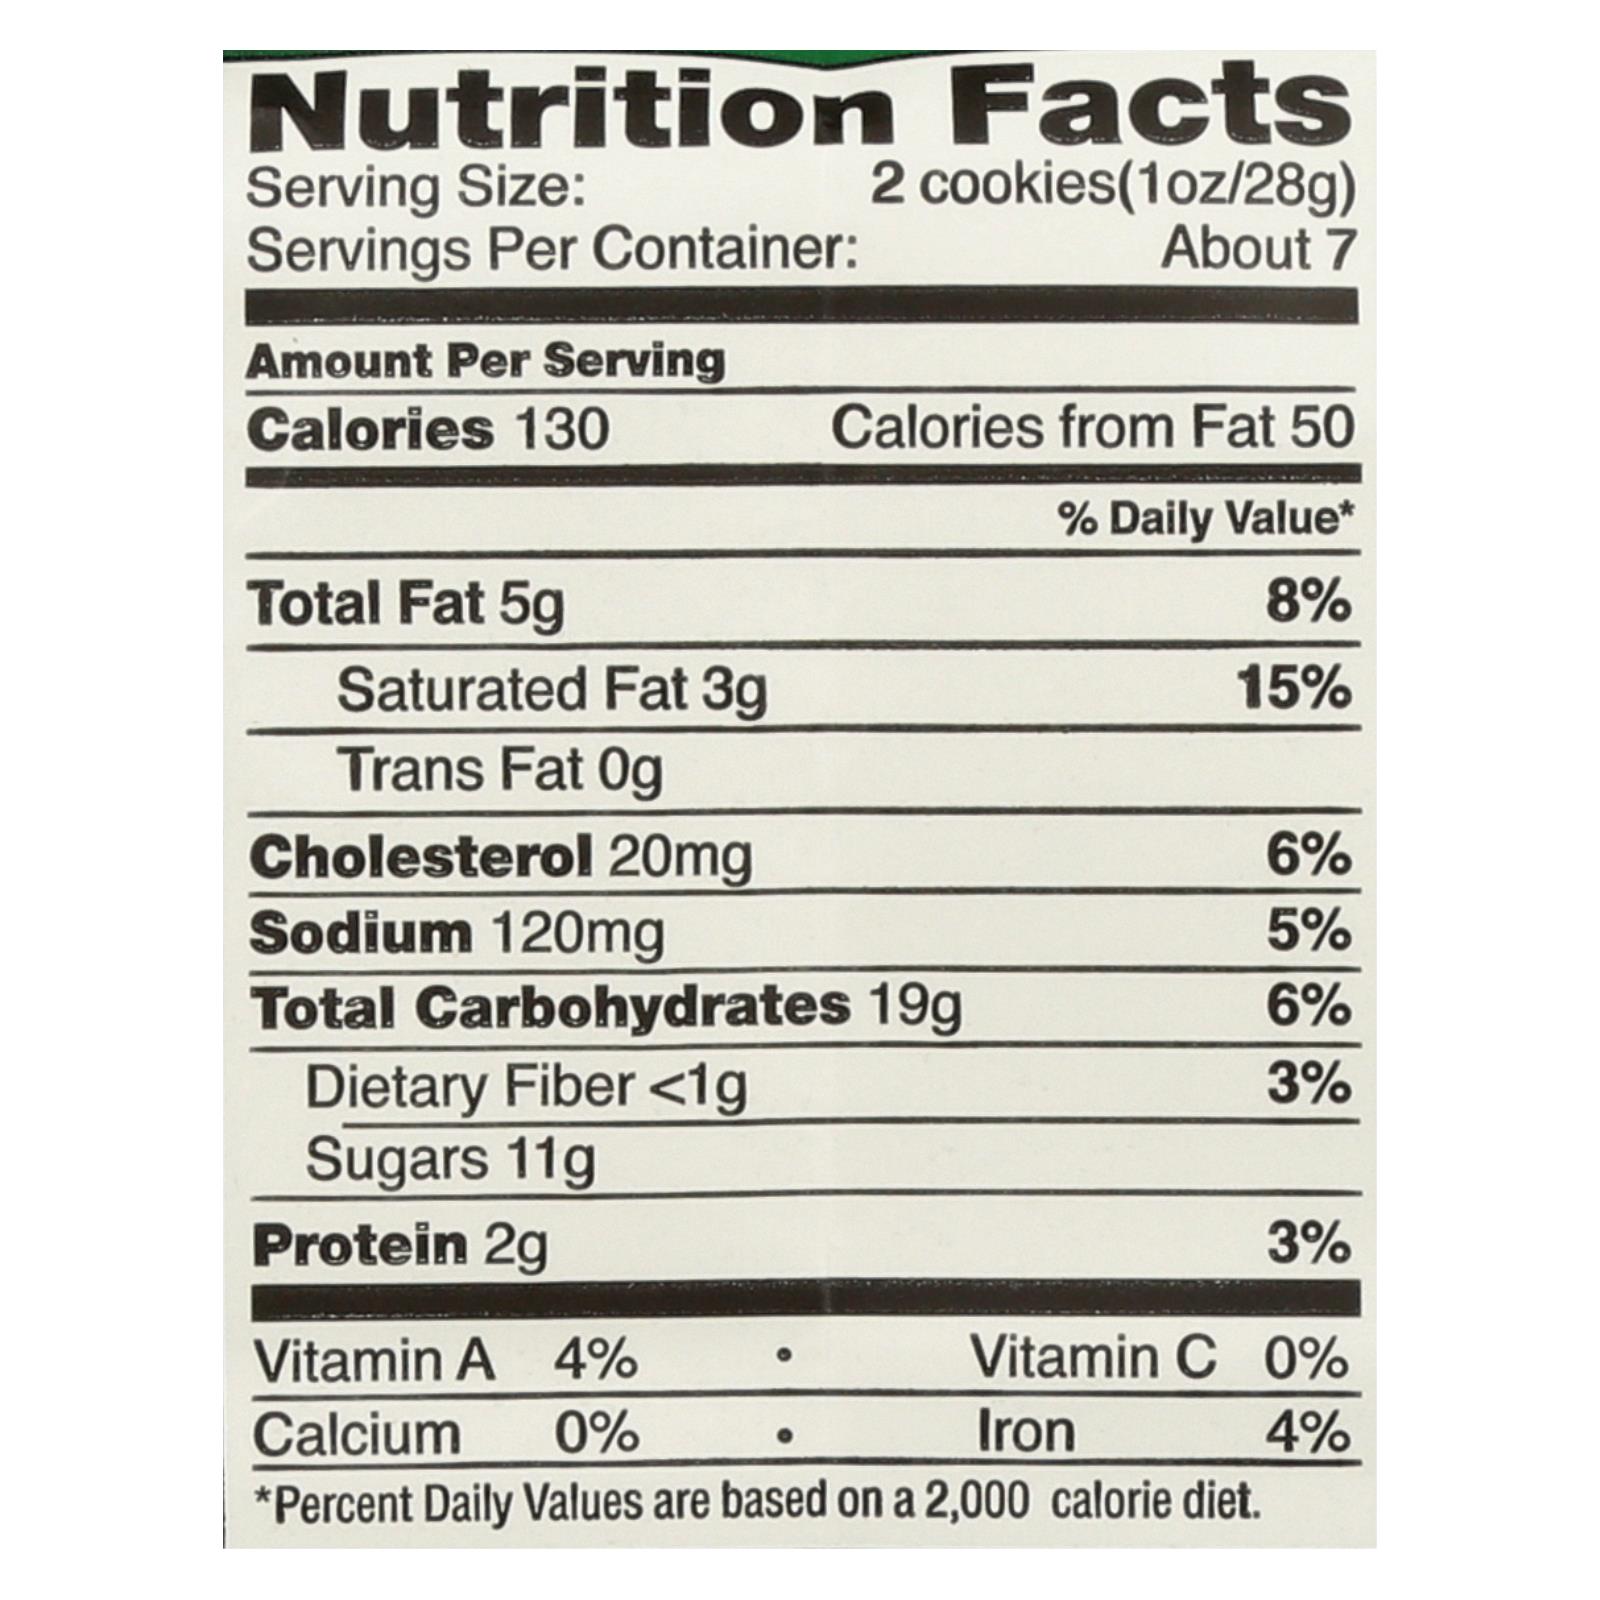 Nutrition Facts
Serving Size: 2 cookies(1oz/28g)
Servings Per Container: About 7
Amount Per Serving
Calories 130 Calories from Fat 50
% Daily Value*
Total Fat 5g 8%
Saturated Fat 3g 15%
Trans Fat 0g
Cholesterol 20mg 6%
Sodium 120mg 5%
Total Carbohydrates 19g 6%
Dietary Fiber <1g 3%
Sugars 11g
Protein 2g 3%
Vitamin A 4% • Vitamin C 0%
Calcium 0% • Iron 4%
*Percent Daily Values are based on a 2,000 calorie diet.